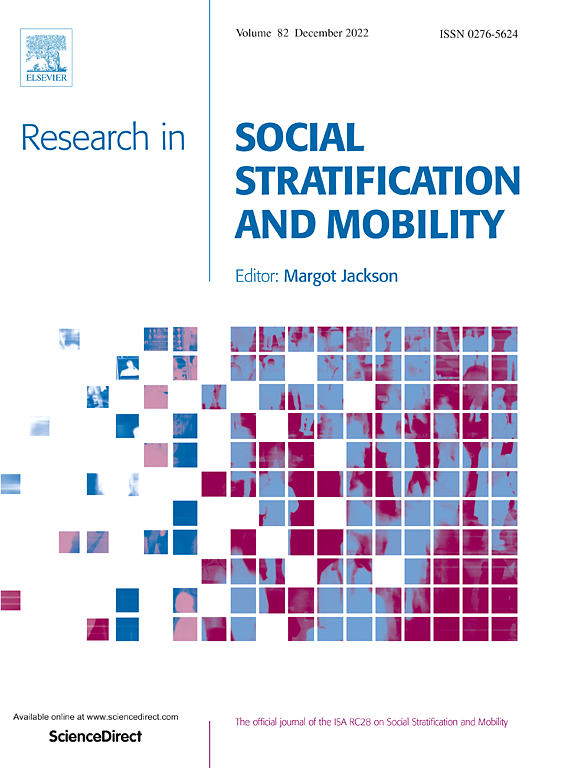 Volume 82 December 2022
ISSN 0276-5624
ELSEVIER
Research in
SOCIAL
STRATIFICATION
AND MOBILITY
Editor: Margot Jackson
Available online at www.sciencedirect.com
ScienceDirect
The official journal of the ISA RC28 on Social Stratification and Mobility